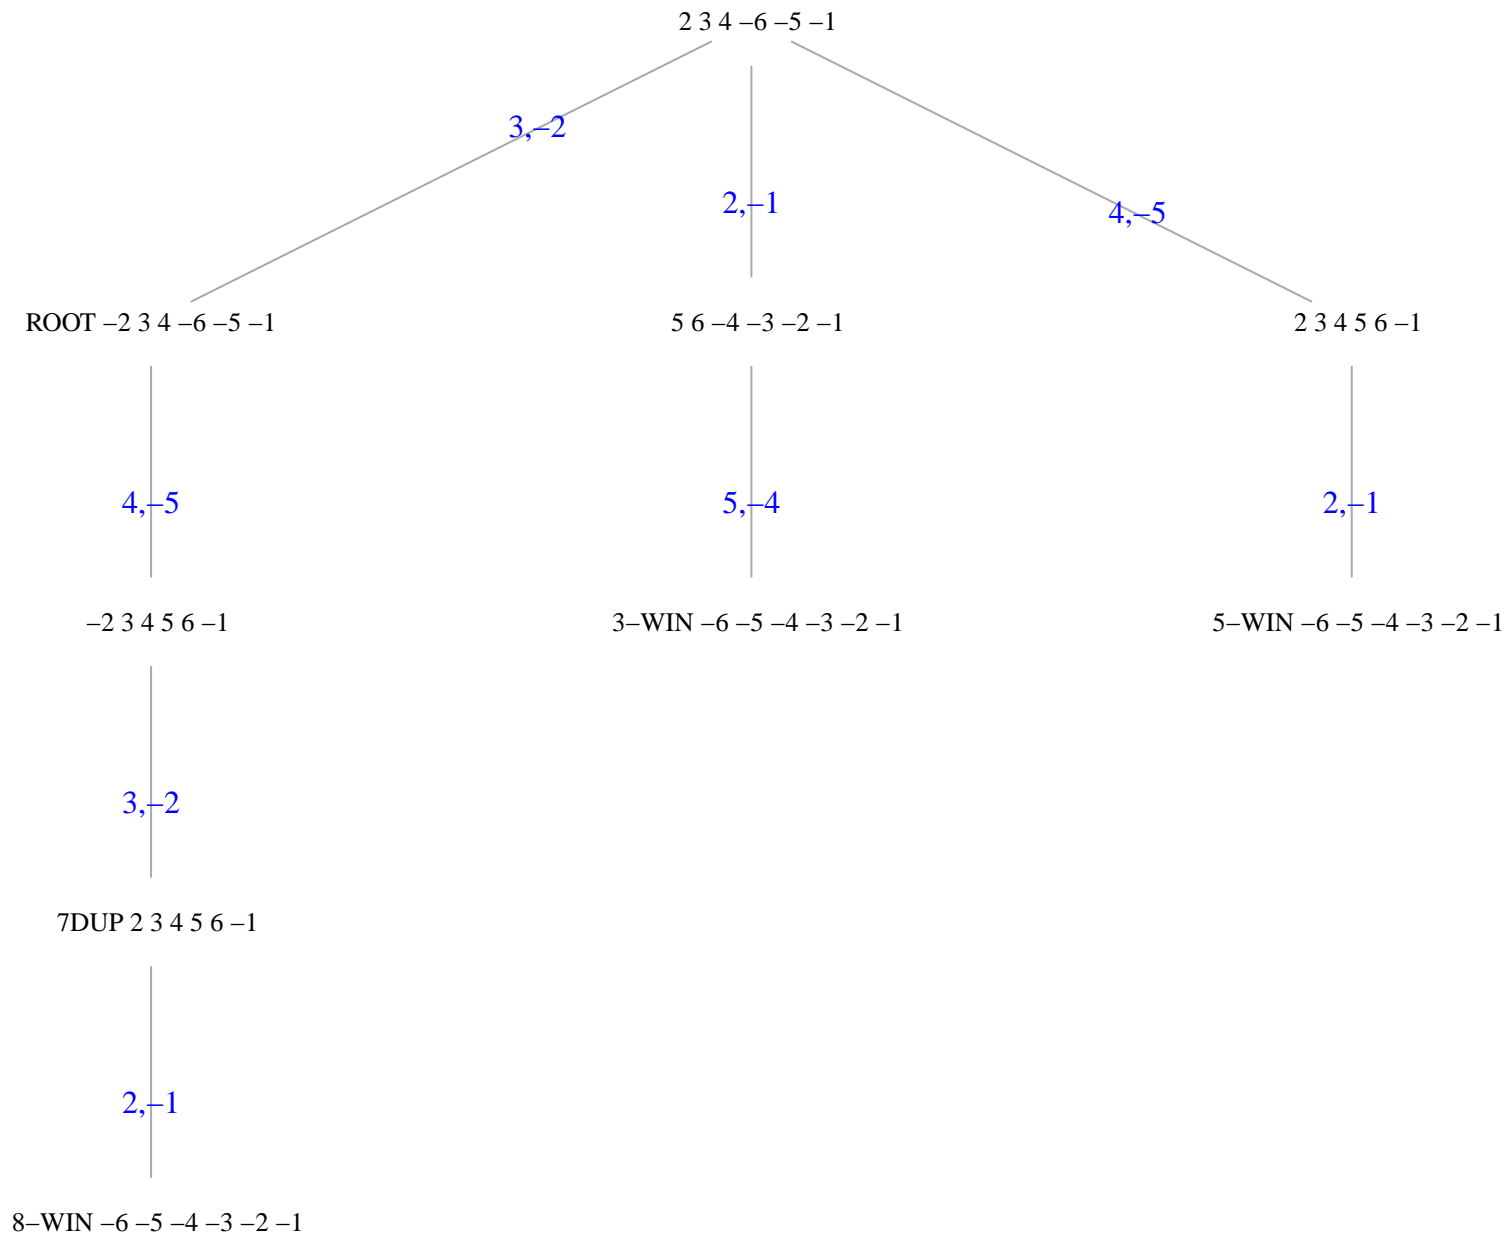 2 3 4 –6 –5 –1
3,–2
2,–1
4,–5
ROOT –2 3 4 –6 –5 –1
5 6 –4 –3 –2 –1
2 3 4 5 6 –1
4,–5
5,–4
2,–1
–2 3 4 5 6 –1
3–WIN –6 –5 –4 –3 –2 –1
5–WIN –6 –5 –4 –3 –2 –1
3,–2
7DUP 2 3 4 5 6 –1
2,–1
8–WIN –6 –5 –4 –3 –2 –1